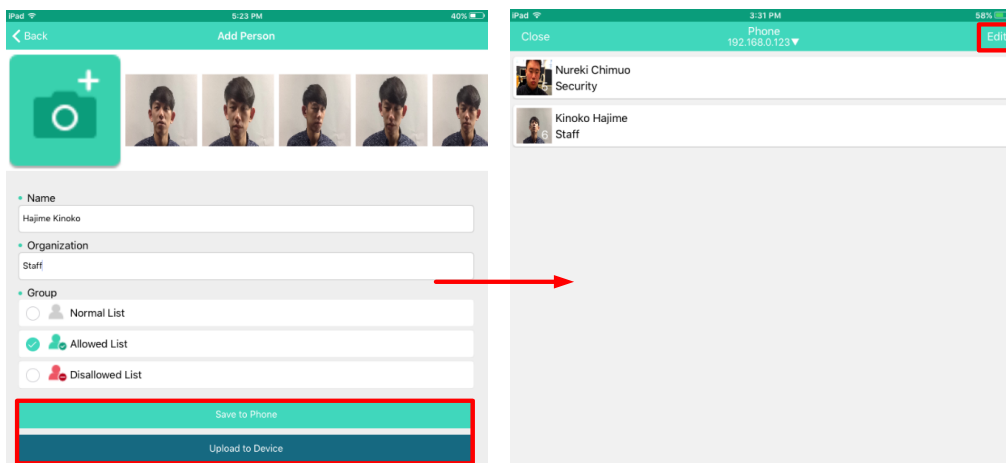 iPad
5:23 PM
40%
Back
Add Person
Name
Hajime Kinoko
Organization
Staff
Group
Normal List
Allowed List
Disallowed List
Save to Phone
Upload to Device
iPad
3:31 PM
58%
Close
Phone
192.168.0.123▼
Edit
Nureki Chimuo
Security
6
Kinoko Hajime
Staff